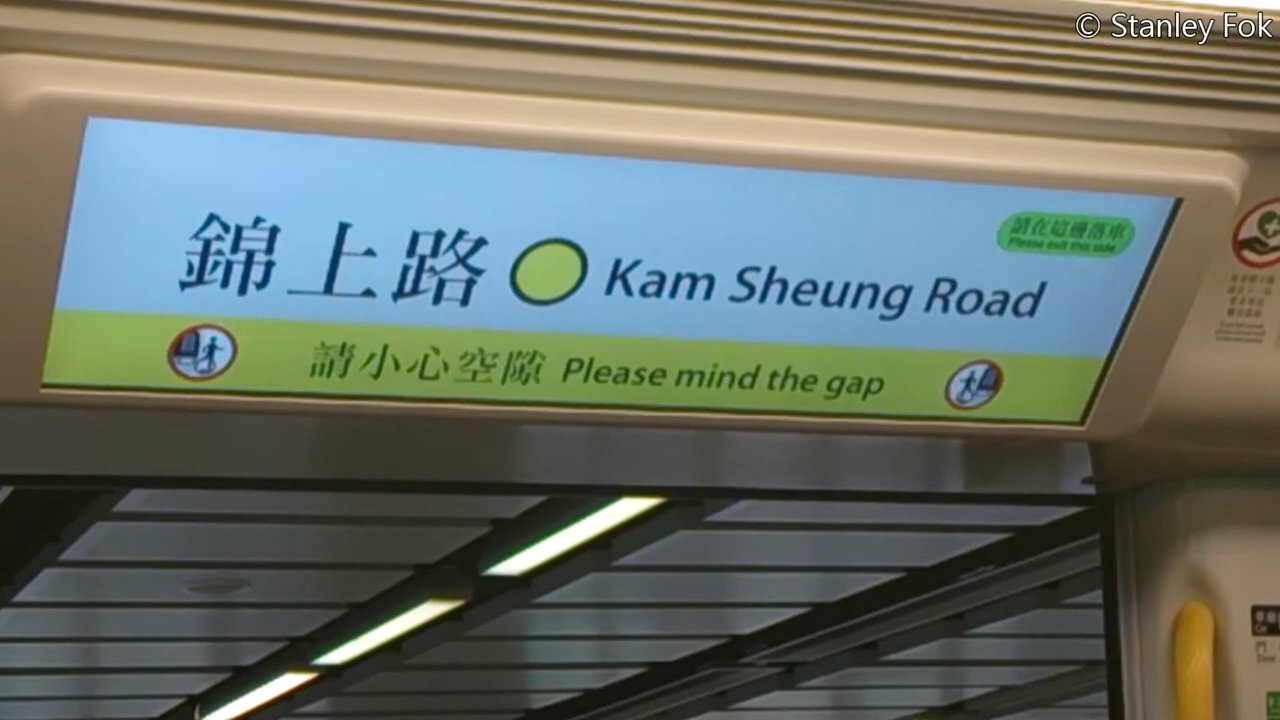 © Stanley Fok
請在這邊落車
Please exit this side
錦上路 Kam Sheung Road
請小心空隙 Please mind the gap